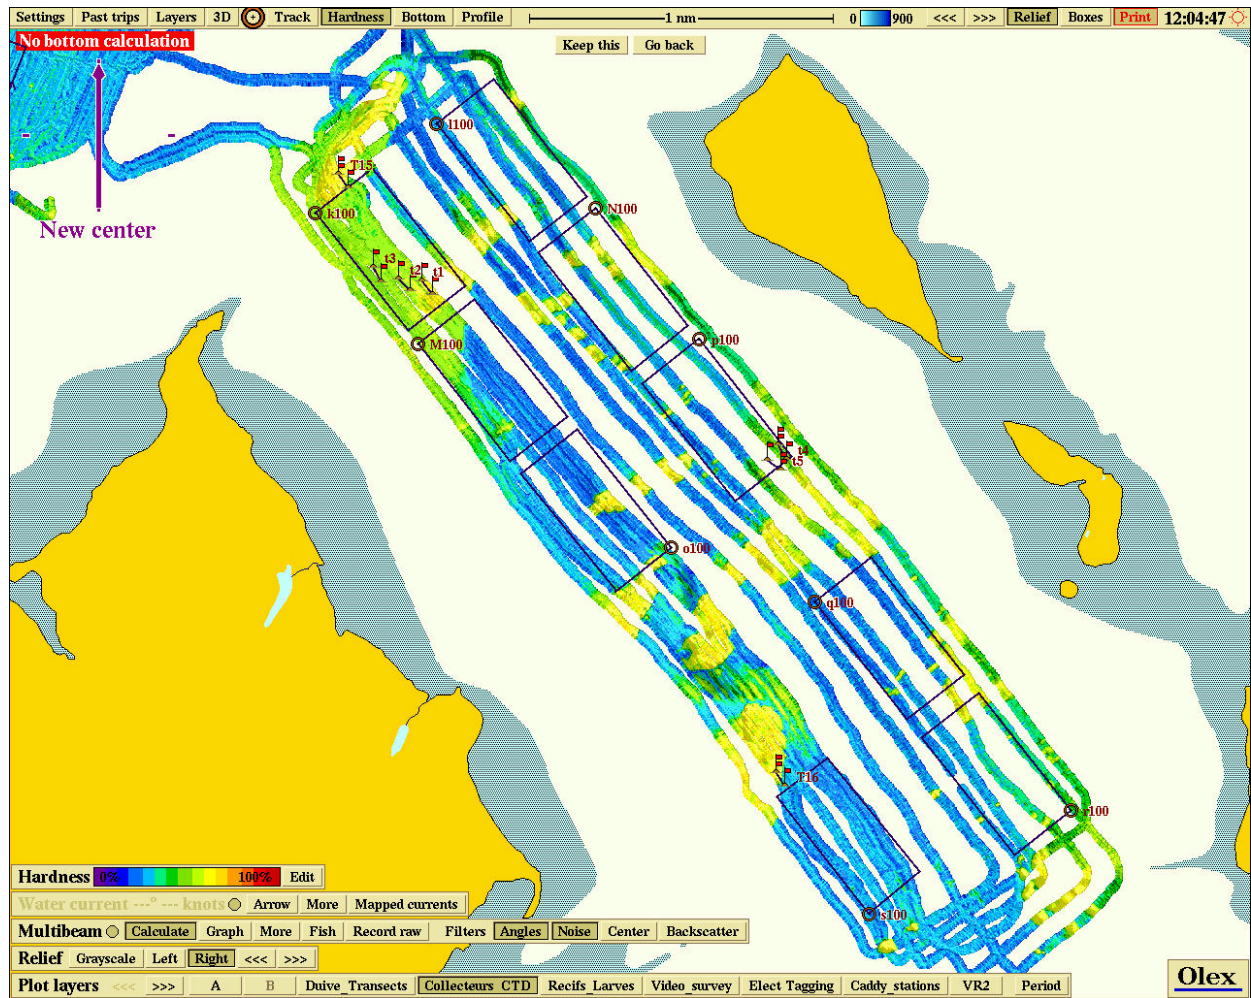 Settings Past trips Layers 3D Track Hardness Bottom Profile 1 nm 0 900 <<< >>> Relief Boxes Print 12:04:47
No bottom calculation
Keep this Go back
l100
T15
N100
k100
New center
t3
t2 t1
p100
M100
t4
t5
o100
q100
T16
r100
s100
Hardness 0% 100% Edit
Water current ---° --- knots Arrow More Mapped currents
Multibeam Calculate Graph More Fish Record raw Filters Angles Noise Center Backscatter
Relief Grayscale Left Right <<< >>>
Plot layers <<< >>> A B Duive_Transects Collecteurs_CTD Recifs_Larves Video_survey Elect Tagging Caddy_stations VR2 Period
Olex